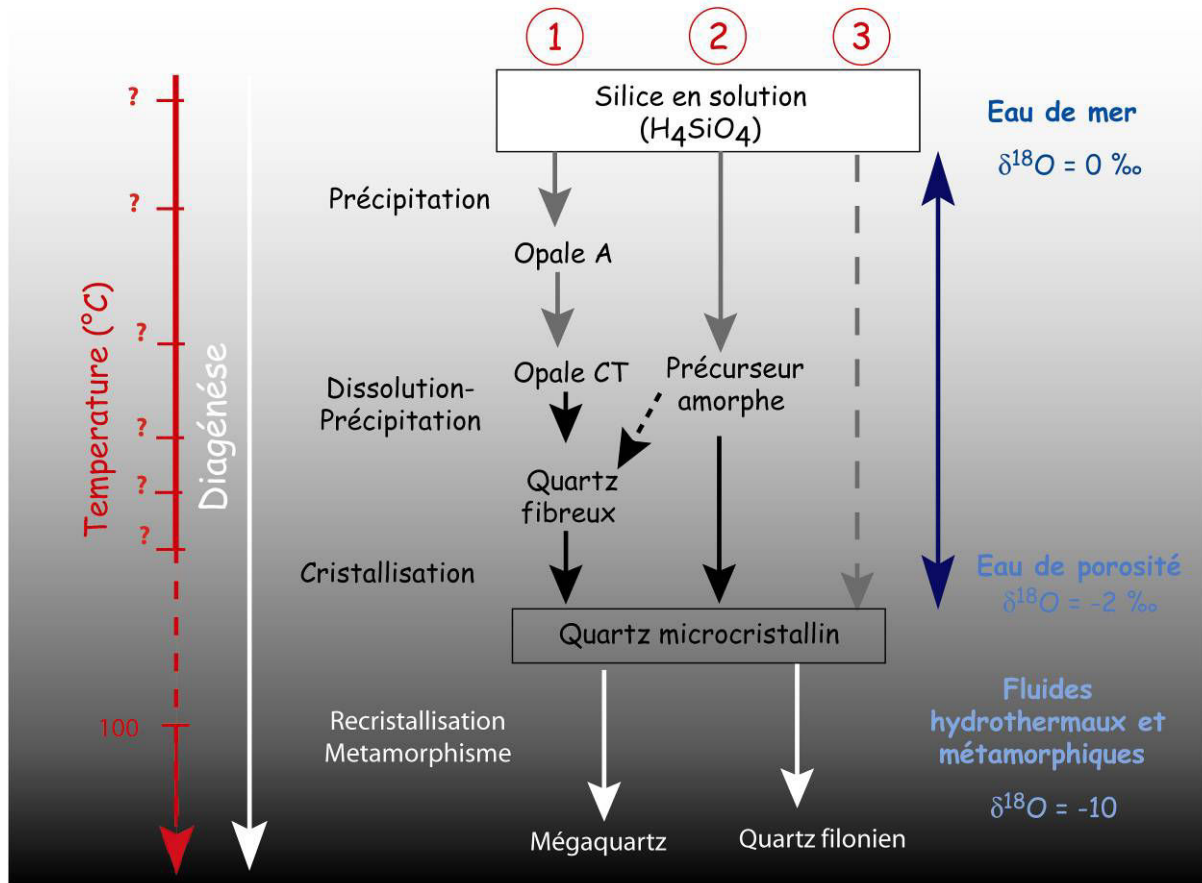 1
2
3
Silice en solution
(H₄SiO₄)
Eau de mer
δ¹⁸O = 0 ‰
Précipitation
Opale A
Opale CT
Précurseur
amorphe
Dissolution-
Précipitation
Quartz
fibreux
Cristallisation
Eau de porosité
δ¹⁸O = -2 ‰
Quartz microcristallin
Fluides
hydrothermaux et
métamorphiques
δ¹⁸O = -10
Recristallisation
Metamorphisme
Mégaquartz
Quartz filonien
Temperature (°C)
?
?
?
?
?
?
100
Diagénése